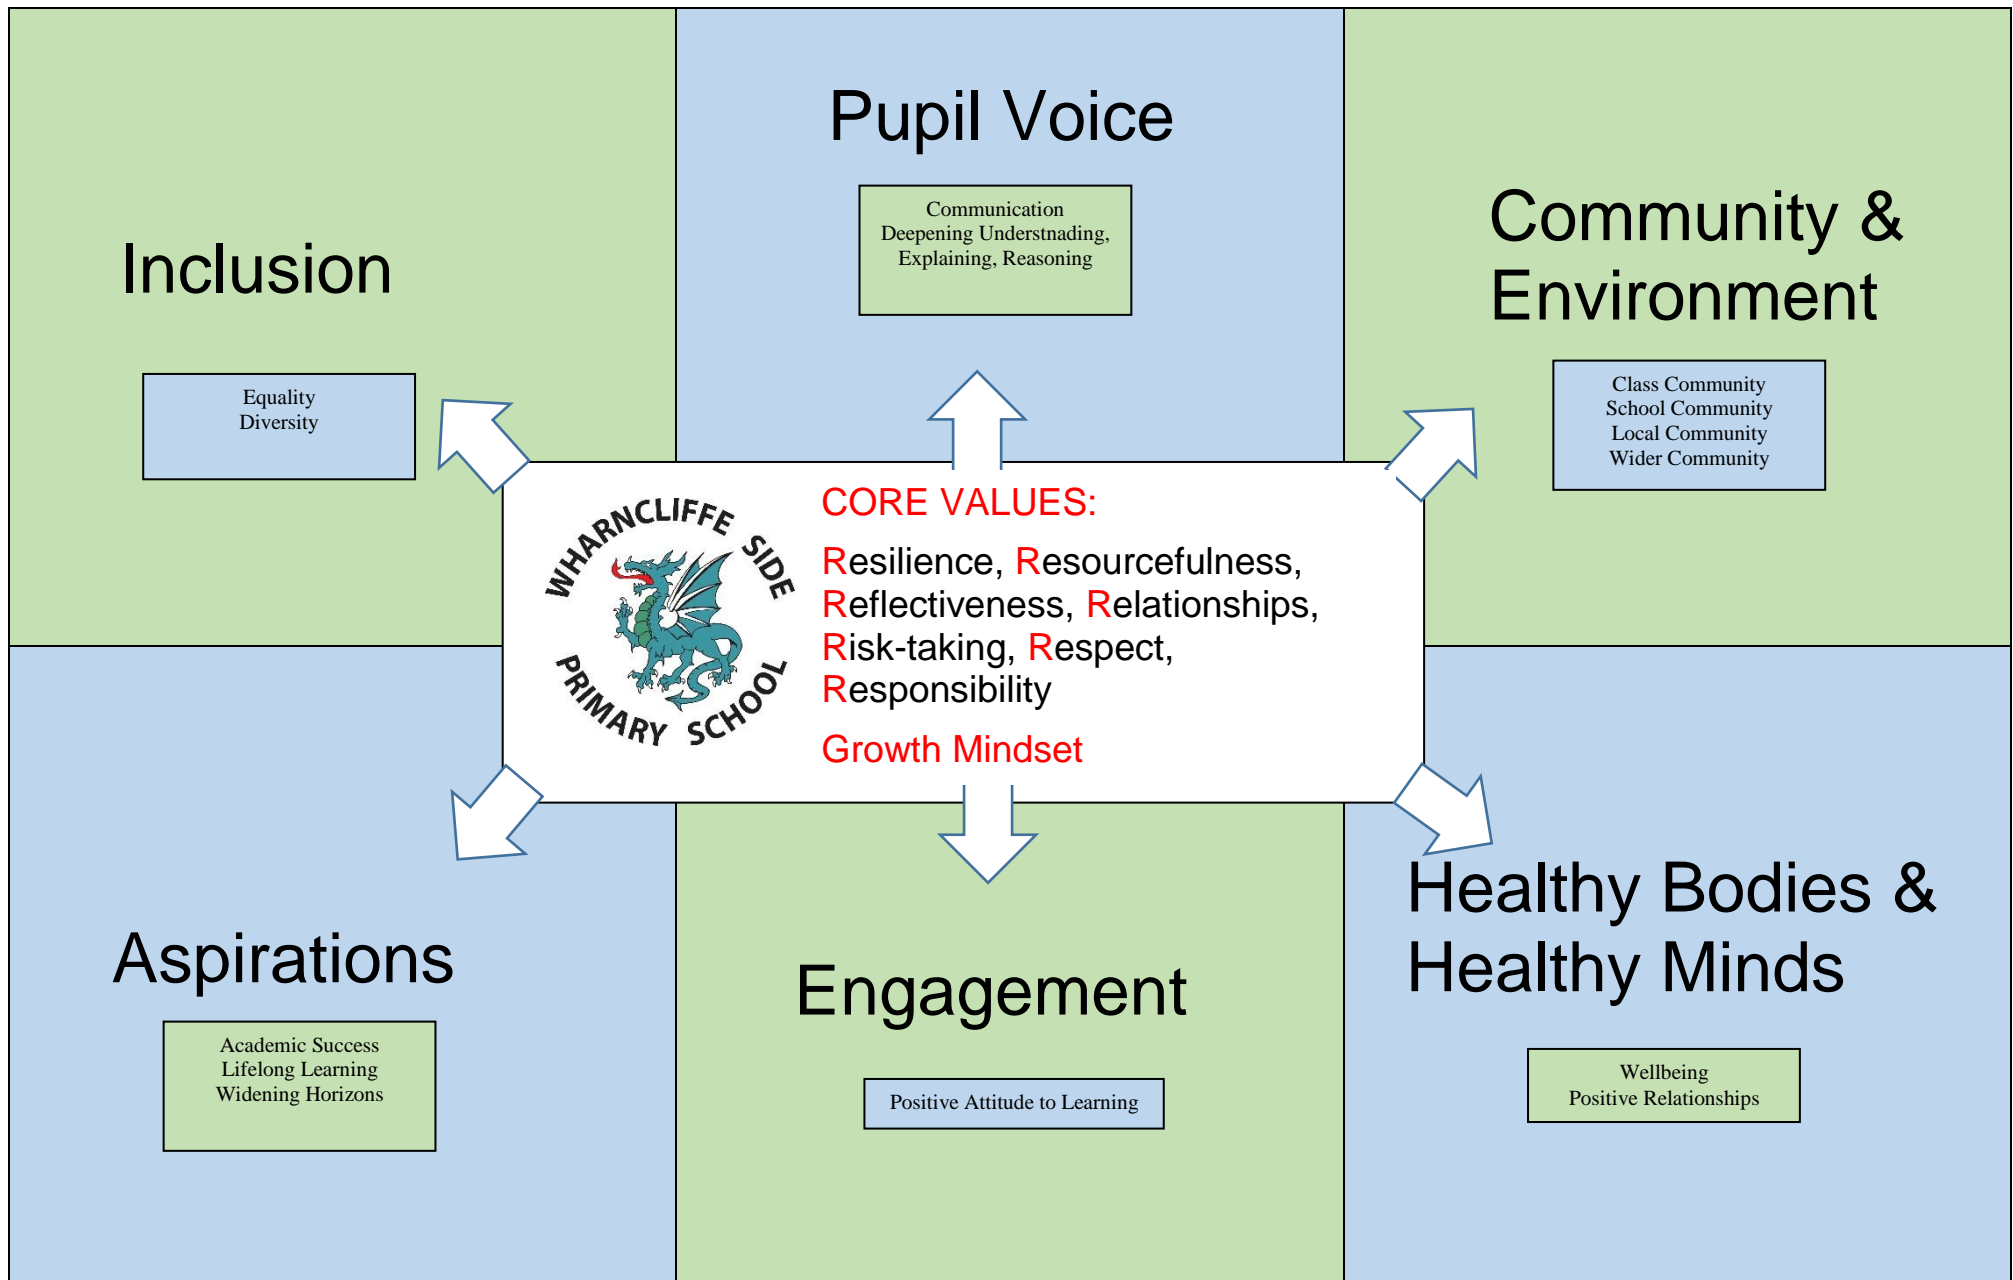 Pupil Voice
Communication
Deepening Understnading,
Explaining, Reasoning
Inclusion
Equality
Diversity
Community &
Environment
Class Community
School Community
Local Community
Wider Community
WHARNCLIFFE SIDE
PRIMARY SCHOOL
CORE VALUES:
Resilience, Resourcefulness,
Reflectiveness, Relationships,
Risk-taking, Respect,
Responsibility
Growth Mindset
Aspirations
Academic Success
Lifelong Learning
Widening Horizons
Engagement
Positive Attitude to Learning
Healthy Bodies &
Healthy Minds
Wellbeing
Positive Relationships